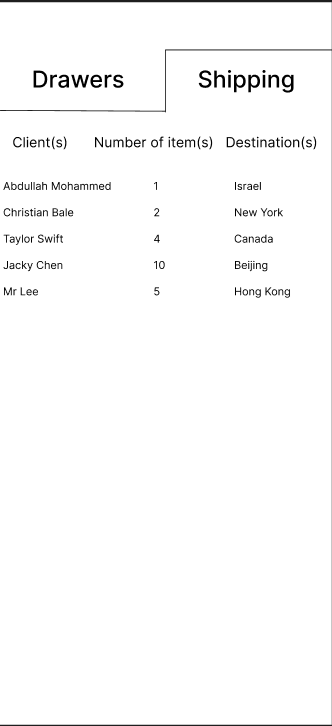 Drawers Shipping
Client(s) Number of item(s) Destination(s)
Abdullah Mohammed 1 Israel
Christian Bale 2 New York
Taylor Swift 4 Canada
Jacky Chen 10 Beijing
Mr Lee 5 Hong Kong